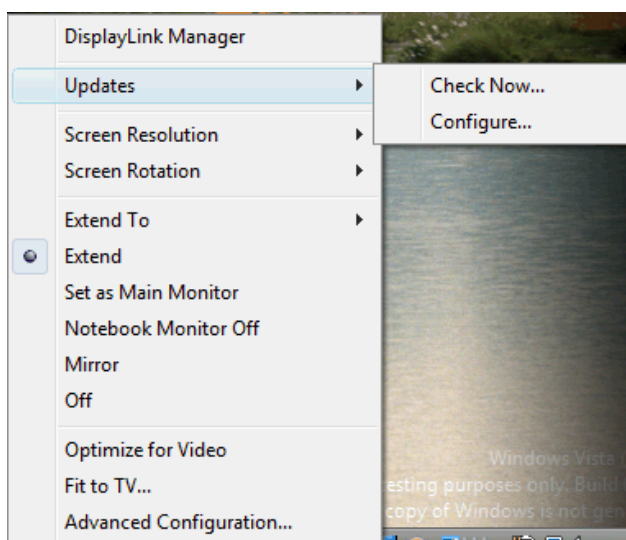 DisplayLink Manager
Updates
Check Now...
Configure...
Screen Resolution
Screen Rotation
Extend To
Extend
Set as Main Monitor
Notebook Monitor Off
Mirror
Off
Optimize for Video
Fit to TV...
Advanced Configuration...
Windows Vista
esting purposes only. Build
copy of Windows is not gen